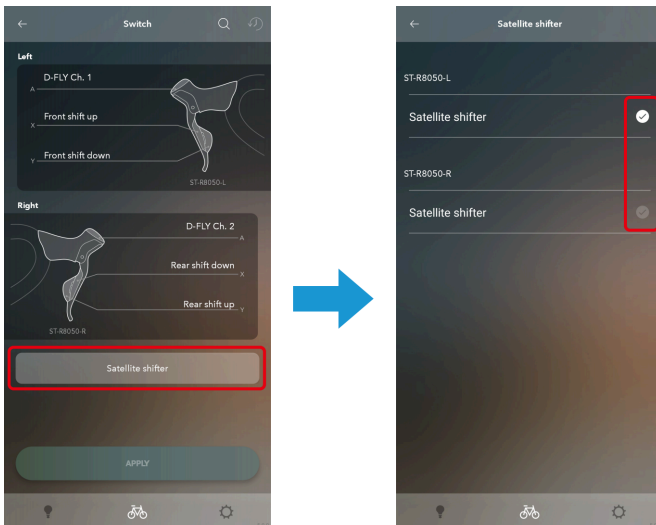 Switch
Left
D-FLY Ch. 1
A
Front shift up
X
Front shift down
Y
ST-R8050-L
Right
D-FLY Ch. 2
A
Rear shift down
X
Rear shift up
Y
ST-R8050-R
Satellite shifter
APPLY
Satellite shifter
ST-R8050-L
Satellite shifter
ST-R8050-R
Satellite shifter